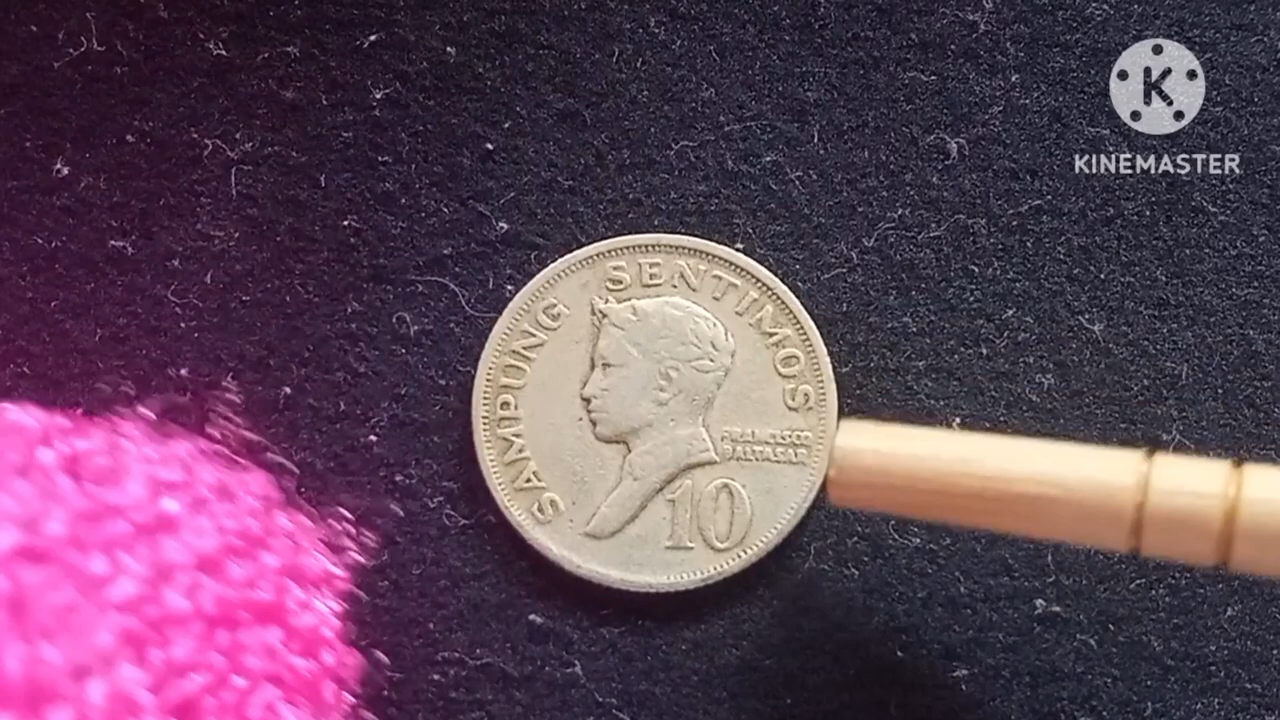 K
KINEMASTER
SAMPUNG SENTIMOS
FRANCISCO
BALTASAR
10